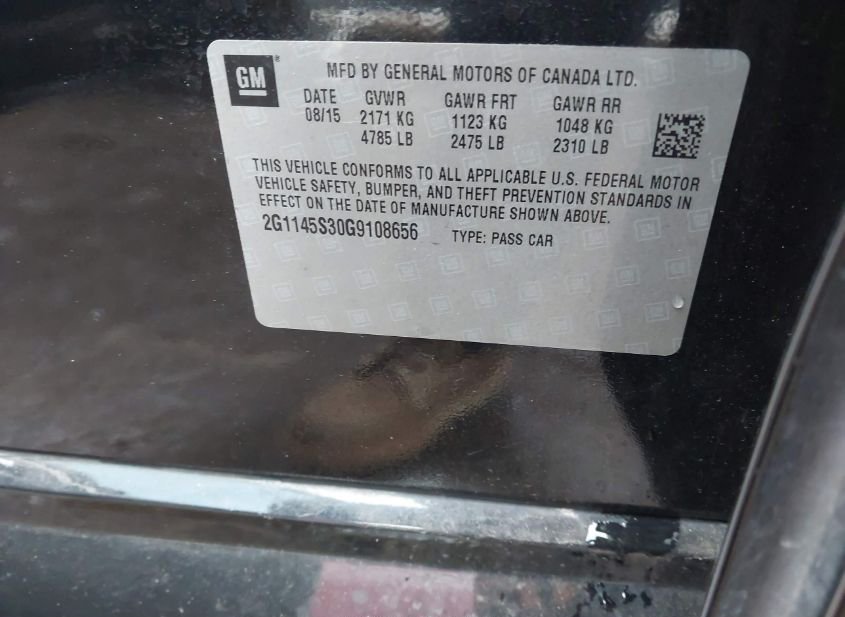 GM
MFD BY GENERAL MOTORS OF CANADA LTD.
DATE GVWR GAWR FRT GAWR RR
08/15 2171 KG 1123 KG 1048 KG
4785 LB 2475 LB 2310 LB
THIS VEHICLE CONFORMS TO ALL APPLICABLE U.S. FEDERAL MOTOR
VEHICLE SAFETY, BUMPER, AND THEFT PREVENTION STANDARDS IN
EFFECT ON THE DATE OF MANUFACTURE SHOWN ABOVE.
2G1145S30G9108656 TYPE: PASS CAR